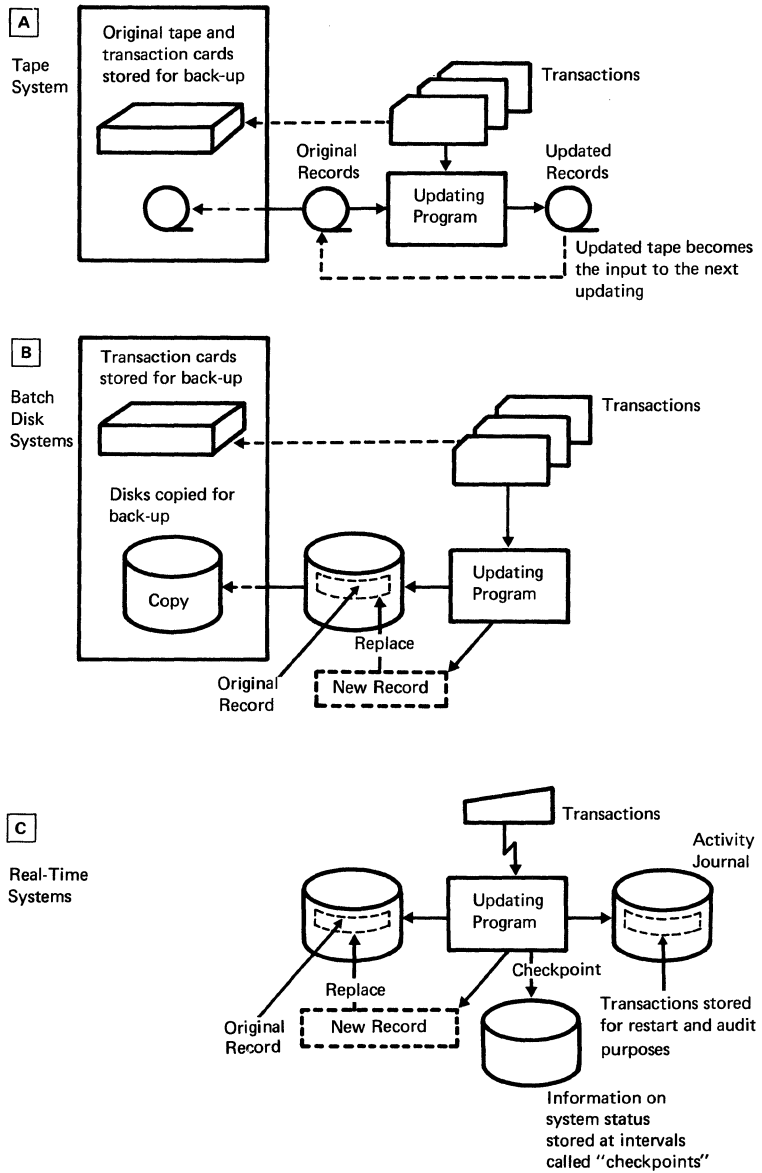 A
Tape
System
Original tape and
transaction cards
stored for back-up
Transactions
Original
Records
Updating
Program
Updated
Records
Updated tape becomes
the input to the next
updating
B
Batch
Disk
Systems
Transaction cards
stored for back-up
Transactions
Disks copied for
back-up
Copy
Updating
Program
Replace
Original
Record
New Record
C
Real-Time
Systems
Transactions
Activity
Journal
Updating
Program
Checkpoint
Replace
Original
Record
New Record
Transactions stored
for restart and audit
purposes
Information on
system status
stored at intervals
called "checkpoints"